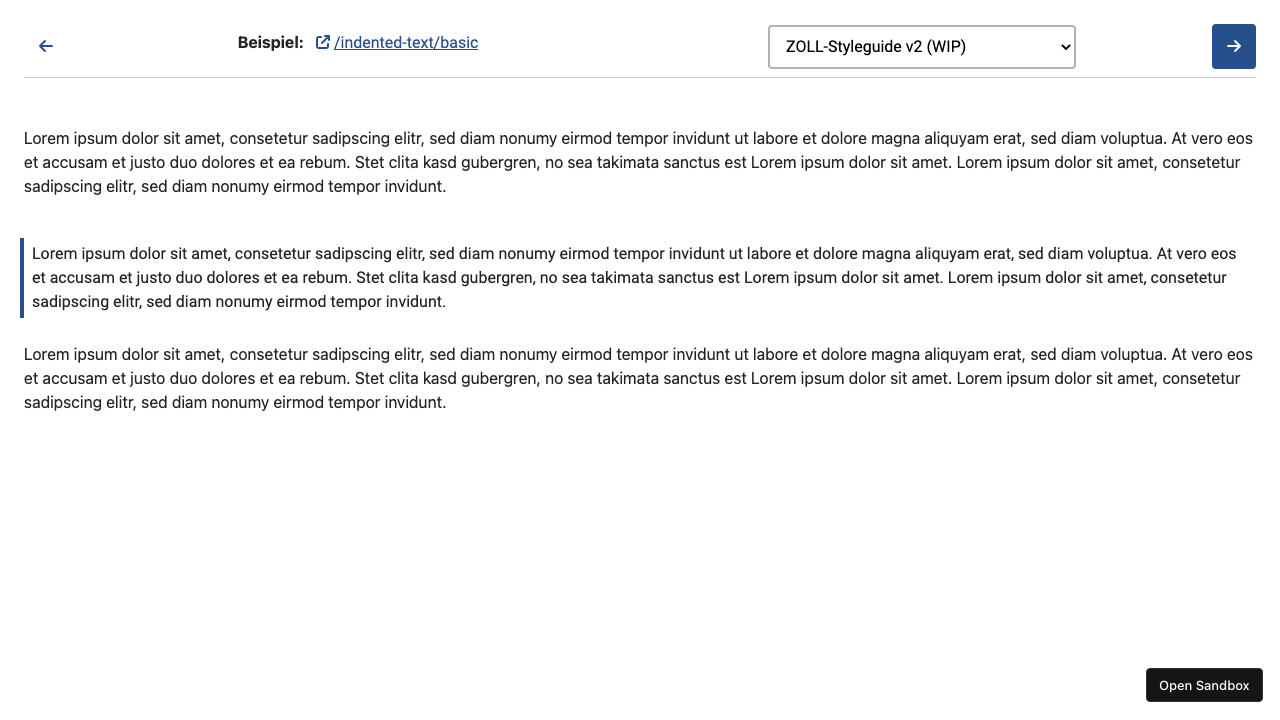 Beispiel: /indented-text/basic
ZOLL-Styleguide v2 (WIP)
Lorem ipsum dolor sit amet, consetetur sadipscing elitr, sed diam nonumy eirmod tempor invidunt ut labore et dolore magna aliquyam erat, sed diam voluptua. At vero eos
et accusam et justo duo dolores et ea rebum. Stet clita kasd gubergren, no sea takimata sanctus est Lorem ipsum dolor sit amet. Lorem ipsum dolor sit amet, consetetur
sadipscing elitr, sed diam nonumy eirmod tempor invidunt.
Lorem ipsum dolor sit amet, consetetur sadipscing elitr, sed diam nonumy eirmod tempor invidunt ut labore et dolore magna aliquyam erat, sed diam voluptua. At vero eos
et accusam et justo duo dolores et ea rebum. Stet clita kasd gubergren, no sea takimata sanctus est Lorem ipsum dolor sit amet. Lorem ipsum dolor sit amet, consetetur
sadipscing elitr, sed diam nonumy eirmod tempor invidunt.
Lorem ipsum dolor sit amet, consetetur sadipscing elitr, sed diam nonumy eirmod tempor invidunt ut labore et dolore magna aliquyam erat, sed diam voluptua. At vero eos
et accusam et justo duo dolores et ea rebum. Stet clita kasd gubergren, no sea takimata sanctus est Lorem ipsum dolor sit amet. Lorem ipsum dolor sit amet, consetetur
sadipscing elitr, sed diam nonumy eirmod tempor invidunt.
Open Sandbox